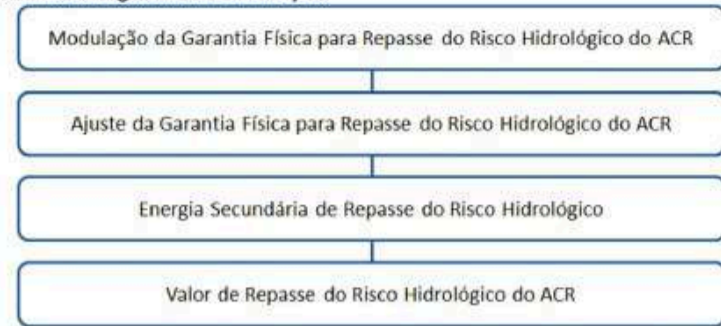 Modulação da Garantia Física para Repasse do Risco Hidrológico do ACR
Ajuste da Garantia Física para Repasse do Risco Hidrológico do ACR
Energia Secundária de Repasse do Risco Hidrológico
Valor de Repasse do Risco Hidrológico do ACR